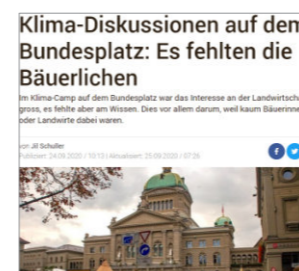 Klima-Diskussionen auf dem
Bundesplatz: Es fehlten die
Bäuerlichen
Im Klima-Camp auf dem Bundesplatz war das Interesse an der Landwirtsch
gross, es fehlte aber am Wissen. Dies vor allem darum, weil kaum Bäuerinne
oder Landwirte dabei waren.
von Jil Schuller
Publiziert: 24.09.2020 / 10:13 | Aktualisiert: 25.09.2020 / 07:26